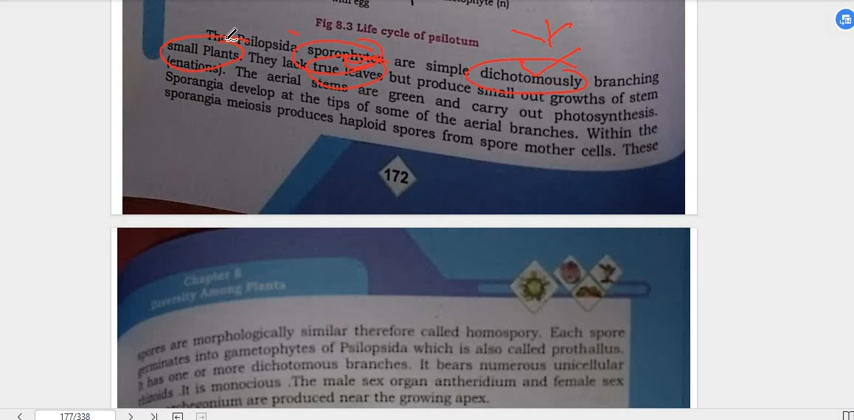 with egg
phyte (n)
Fig 8.3 Life cycle of psilotum
The Psilopsida sporophytes are simple dichotomously branching
small Plants. They lack true leaves but produce small out growths of stem
(enations). The aerial stems are green and carry out photosynthesis.
Sporangia develop at the tips of some of the aerial branches. Within the
sporangia meiosis produces haploid spores from spore mother cells. These
172
Chapter 8
Diversity Among Plants
spores are morphologically similar therefore called homospory. Each spore
germinates into gametophytes of Psilopsida which is also called prothallus.
it has one or more dichotomous branches. It bears numerous unicellular
rhizoids .It is monocious .The male sex organ antheridium and female sex
archegonium are produced near the growing apex.
177/338